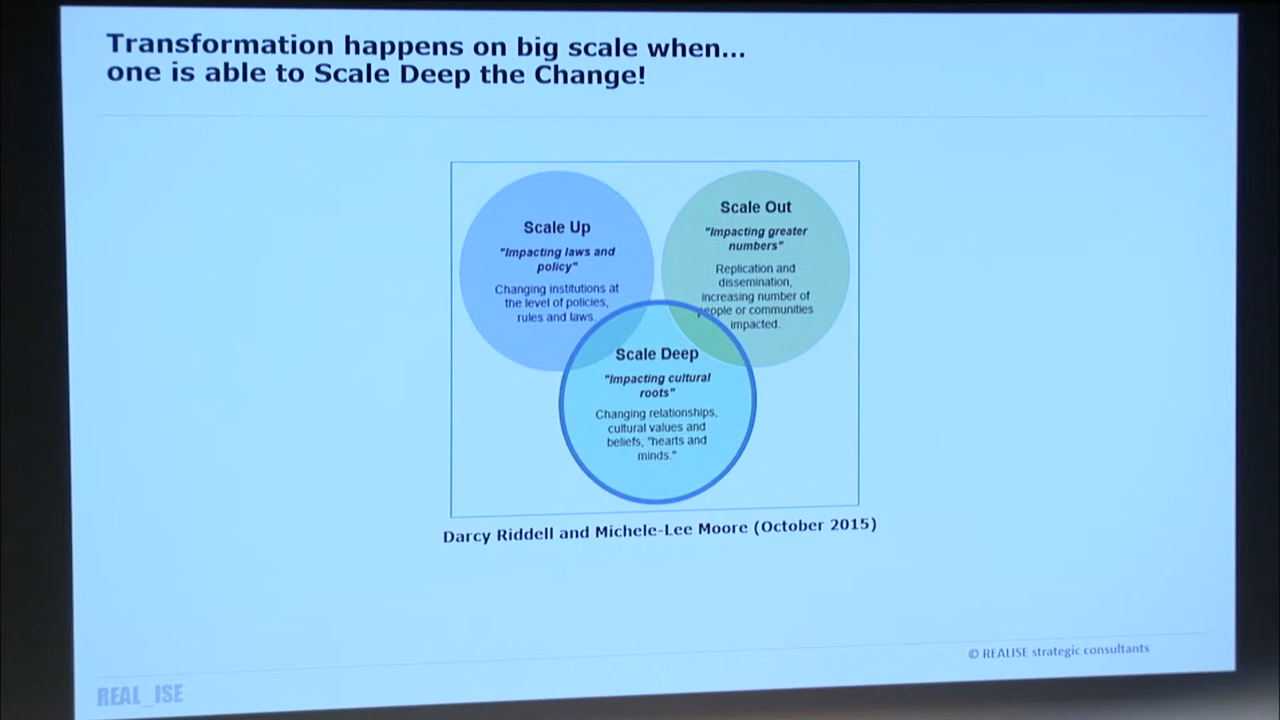 Transformation happens on big scale when...
one is able to Scale Deep the Change!
Scale Up
"Impacting laws and
policy"
Changing institutions at
the level of policies,
rules and laws.
Scale Out
"Impacting greater
numbers"
Replication and
dissemination,
increasing number of
people or communities
impacted.
Scale Deep
"Impacting cultural
roots"
Changing relationships,
cultural values and
beliefs, "hearts and
minds."
Darcy Riddell and Michele-Lee Moore (October 2015)
© REALISE strategic consultants
REAL_ISE